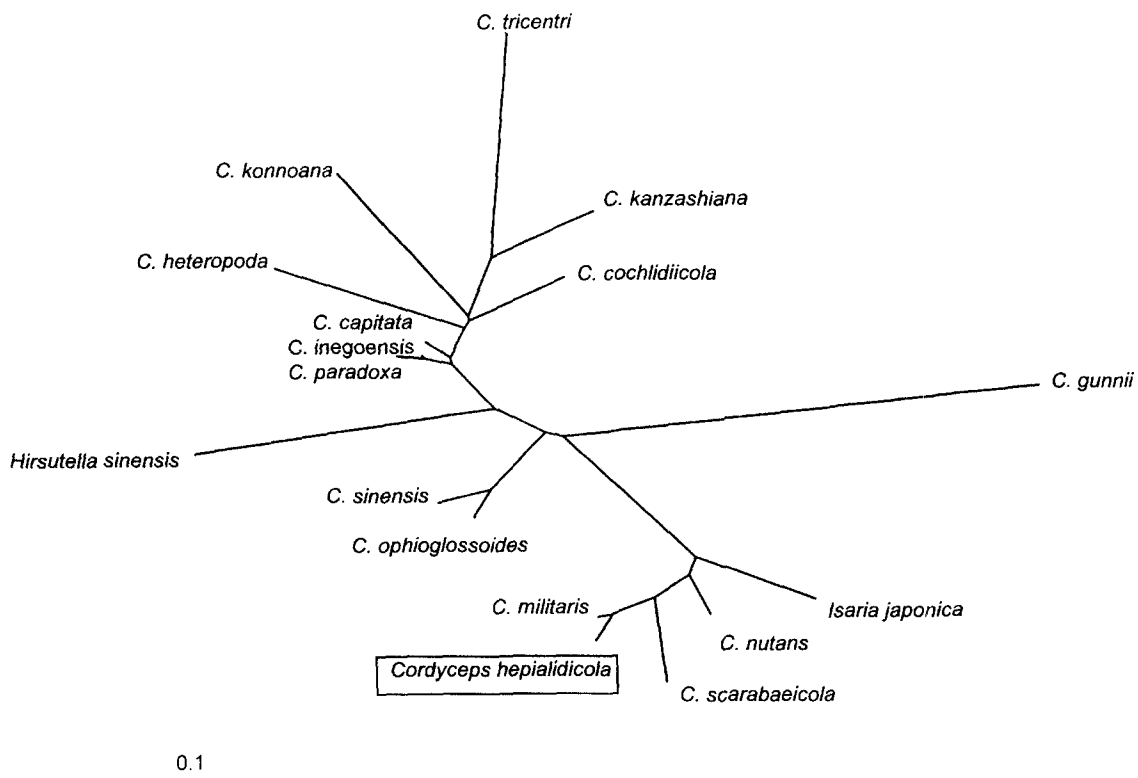 C. tricentri
C. konnoana
C. kanzashiana
C. heteropoda
C. cochlidiicola
C. capitata
C. inegoensis
C. paradoxa
C. gunnii
Hirsutella sinensis
C. sinensis
C. ophioglossoides
C. militaris
Isaria japonica
C. nutans
Cordyceps hepialidicola
C. scarabaeicola
0.1